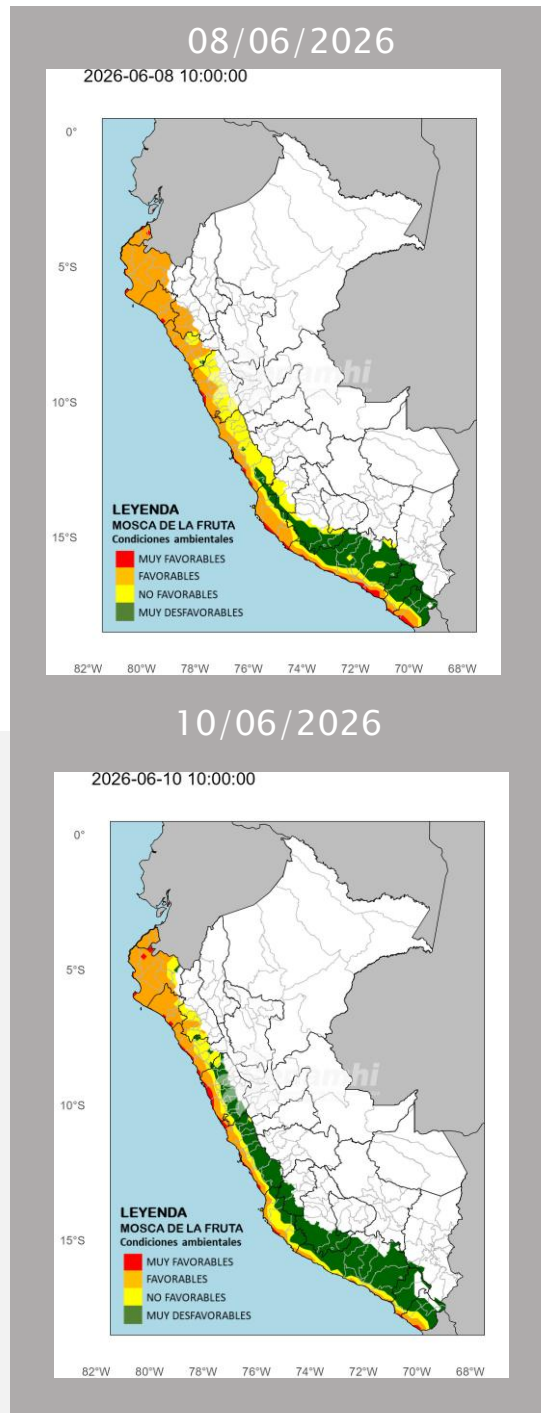 08/06/2026
2026-06-08 10:00:00
0°
5°S
10°S
15°S
LEYENDA
MOSCA DE LA FRUTA
Condiciones ambientales
MUY FAVORABLES
FAVORABLES
NO FAVORABLES
MUY DESFAVORABLES
82°W 80°W 78°W 76°W 74°W 72°W 70°W 68°W
10/06/2026
2026-06-10 10:00:00
0°
5°S
10°S
15°S
LEYENDA
MOSCA DE LA FRUTA
Condiciones ambientales
MUY FAVORABLES
FAVORABLES
NO FAVORABLES
MUY DESFAVORABLES
82°W 80°W 78°W 76°W 74°W 72°W 70°W 68°W